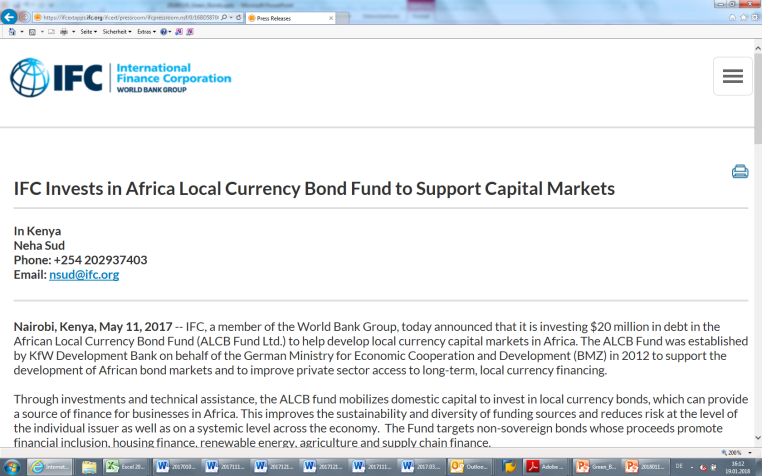 https://ifcextapps.ifc.org/ifcext/pressroom/ifcpressroom.nsf/0/
Press Releases
Seite Sicherheit Extras
IFC International
Finance Corporation
WORLD BANK GROUP
IFC Invests in Africa Local Currency Bond Fund to Support Capital Markets
In Kenya
Neha Sud
Phone: +254 202937403
Email: nsud@ifc.org
Nairobi, Kenya, May 11, 2017 -- IFC, a member of the World Bank Group, today announced that it is investing $20 million in debt in the
African Local Currency Bond Fund (ALCB Fund Ltd.) to help develop local currency capital markets in Africa. The ALCB Fund was established
by KfW Development Bank on behalf of the German Ministry for Economic Cooperation and Development (BMZ) in 2012 to support the
development of African bond markets and to improve private sector access to long-term, local currency financing.
Through investments and technical assistance, the ALCB fund mobilizes domestic capital to invest in local currency bonds, which can provide
a source of finance for businesses in Africa. This improves the sustainability and diversity of funding sources and reduces risk at the level of
the individual issuer as well as on a systemic level across the economy. The Fund targets non-sovereign bonds whose proceeds promote
financial inclusion, housing finance, renewable energy, agriculture and supply chain finance.
200%
Internet... Excel 20... 2017010... 2017111... 2017121... 2017121... 2017111... 2017.03... Outloo... Adobe ... Green_B... 2018011... DE 16:12
19.01.2018